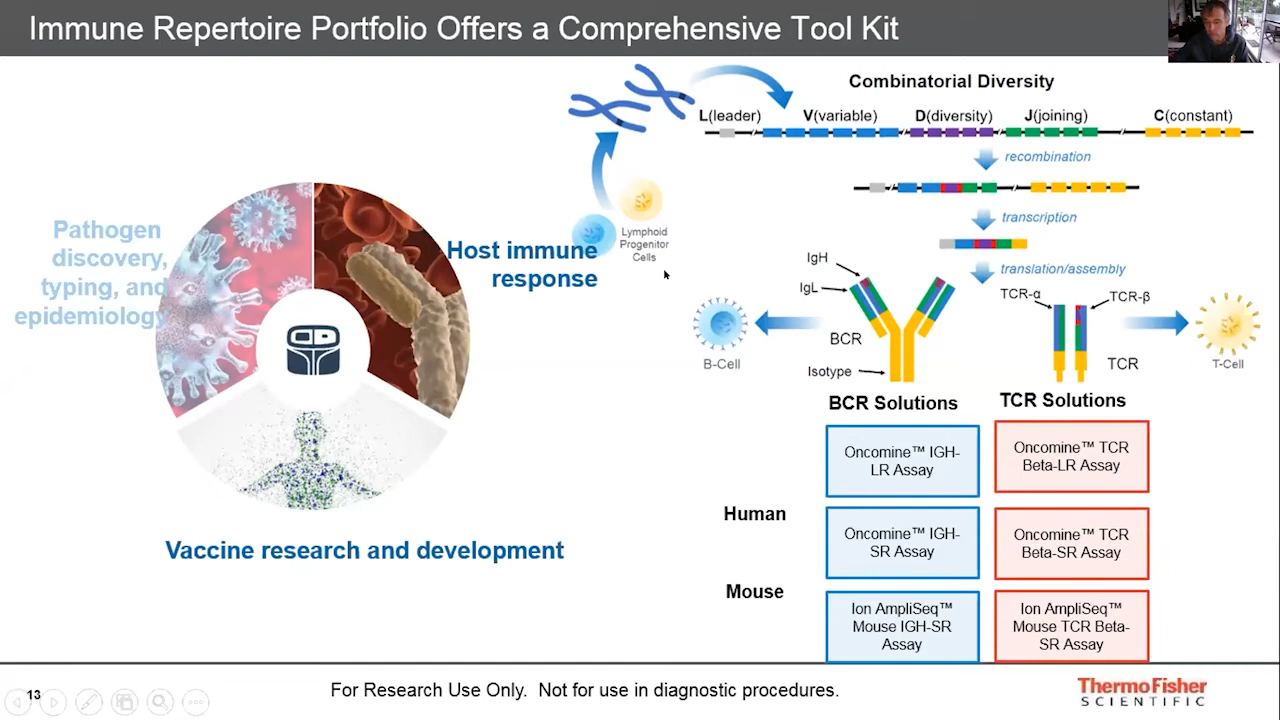 Immune Repertoire Portfolio Offers a Comprehensive Tool Kit
Pathogen
discovery,
typing, and
epidemiology
Host immune
response
Vaccine research and development
Lymphoid
Progenitor
Cells
Combinatorial Diversity
L(leader)
V(variable)
D(diversity)
J(joining)
C(constant)
recombination
transcription
translation/assembly
IgH
IgL
BCR
Isotype
B-Cell
TCR-α
TCR-β
TCR
T-Cell
BCR Solutions
TCR Solutions
Human
Mouse
Oncomine™ IGH-
LR Assay
Oncomine™ TCR
Beta-LR Assay
Oncomine™ IGH-
SR Assay
Oncomine™ TCR
Beta-SR Assay
Ion AmpliSeq™
Mouse IGH-SR
Assay
Ion AmpliSeq™
Mouse TCR Beta-
SR Assay
13
For Research Use Only. Not for use in diagnostic procedures.
ThermoFisher
SCIENTIFIC